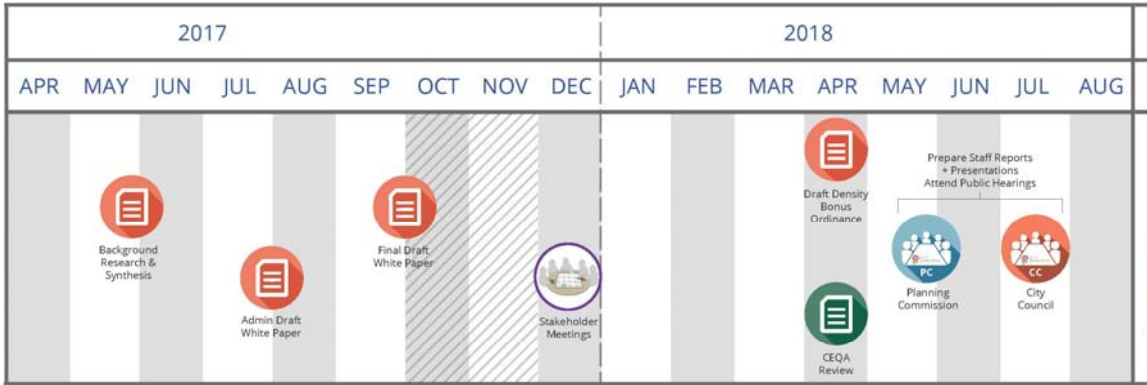 2017
2018
APR MAY JUN JUL AUG SEP OCT NOV DEC JAN FEB MAR APR MAY JUN JUL AUG
Background
Research &
Synthesis
Admin Draft
White Paper
Final Draft
White Paper
Stakeholder
Meetings
Draft Density
Bonus
Ordinance
CEQA
Review
Prepare Staff Reports
+ Presentations
Attend Public Hearings
PC
Planning
Commission
CC
City
Council